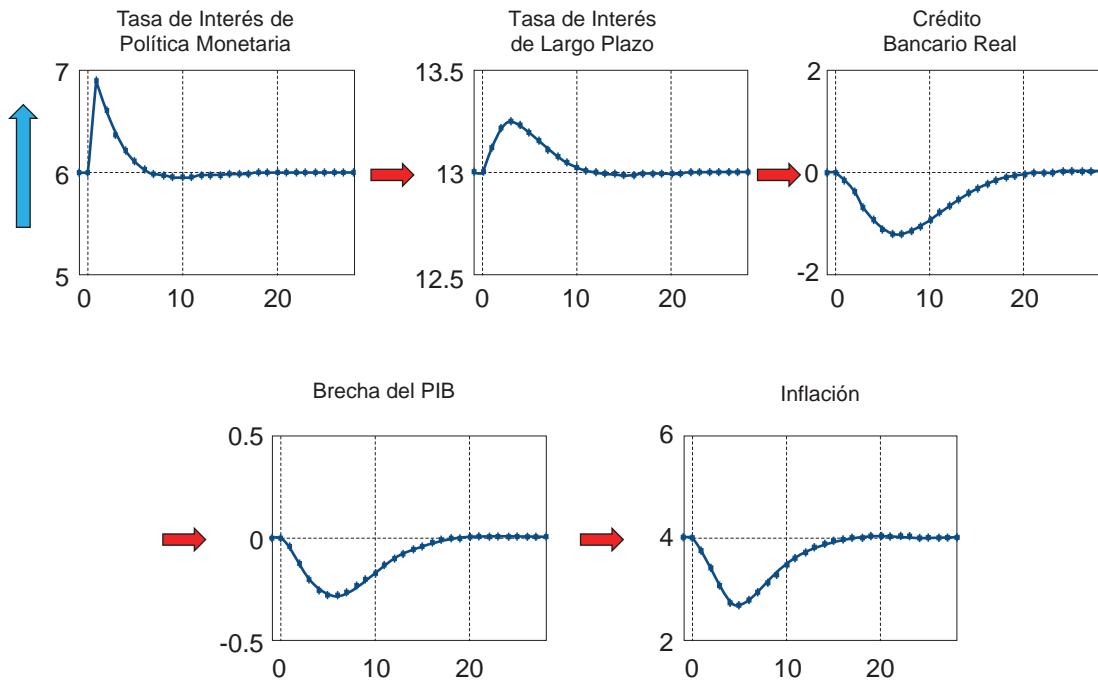 Tasa de Interés de
Política Monetaria
7
6
5
0 10 20
Tasa de Interés
de Largo Plazo
13.5
13
12.5
0 10 20
Crédito
Bancario Real
2
0
-2
0 10 20
Brecha del PIB
0.5
0
-0.5
0 10 20
Inflación
6
4
2
0 10 20